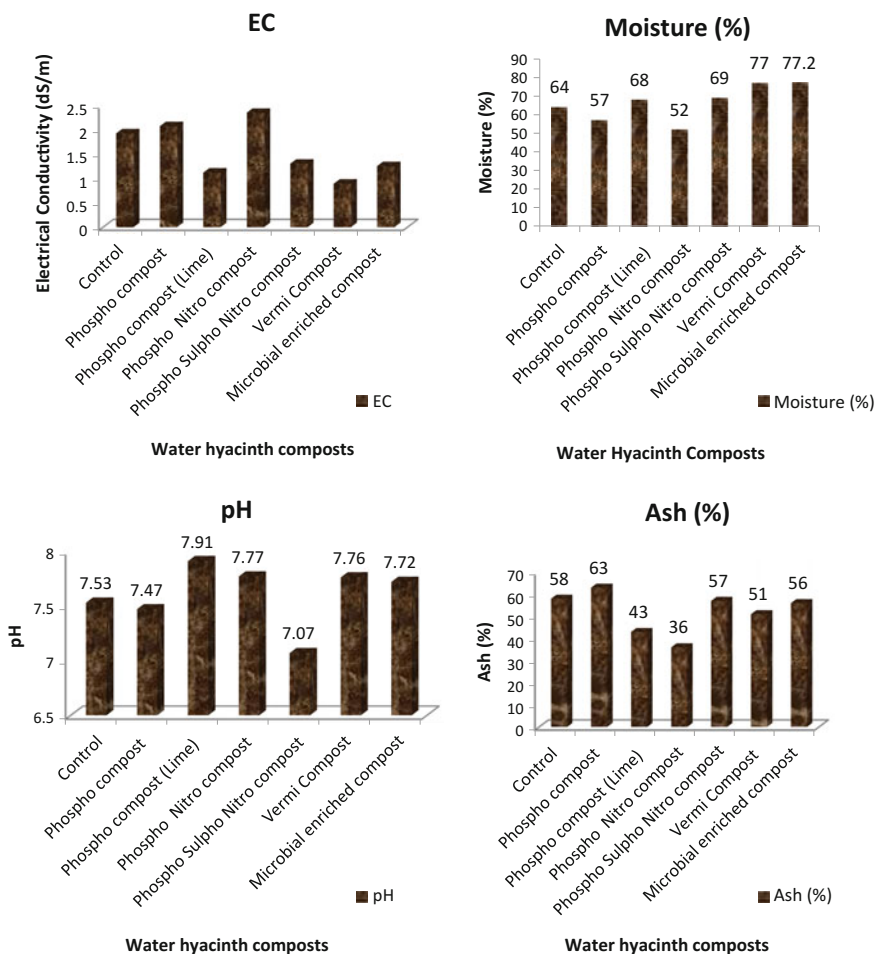 EC
Electrical Conductivity (dS/m)
2.5
2
1.5
1
0.5
0
Control
Phospho compost
Phospho compost (Lime)
Phospho Nitro compost
Phospho Sulpho Nitro compost
Vermi Compost
Microbial enriched compost
EC
Water hyacinth composts
Moisture (%)
Moisture (%)
90
80
70
60
50
40
30
20
10
0
64
57
68
52
69
77
77.2
Control
Phospho compost
Phospho compost (Lime)
Phospho Nitro compost
Phospho Sulpho Nitro compost
Vermi Compost
Microbial enriched compost
Moisture (%)
Water Hyacinth Composts
pH
pH
8
7.5
7
6.5
7.53
7.47
7.91
7.77
7.07
7.76
7.72
Control
Phospho compost
Phospho compost (Lime)
Phospho Nitro compost
Phospho Sulpho Nitro compost
Vermi Compost
Microbial enriched compost
pH
Water hyacinth composts
Ash (%)
Ash (%)
70
60
50
40
30
20
10
0
58
63
43
36
57
51
56
Control
Phospho compost
Phospho compost (Lime)
Phospho Nitro compost
Phospho Sulpho Nitro compost
Vermi Compost
Microbial enriched compost
Ash (%)
Water hyacinth composts